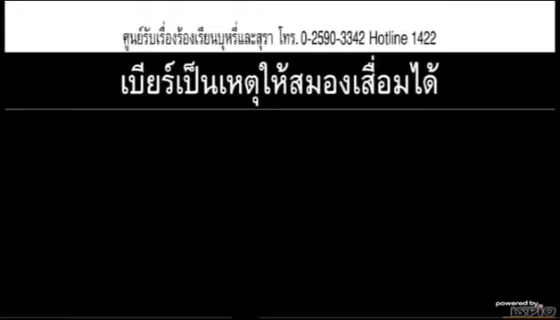 ศูนย์รับเรื่องร้องเรียนบุหรี่และสุรา โทร. 0-2590-3342 Hotline 1422
เบียร์เป็นเหตุให้สมองเสื่อมได้
powered by